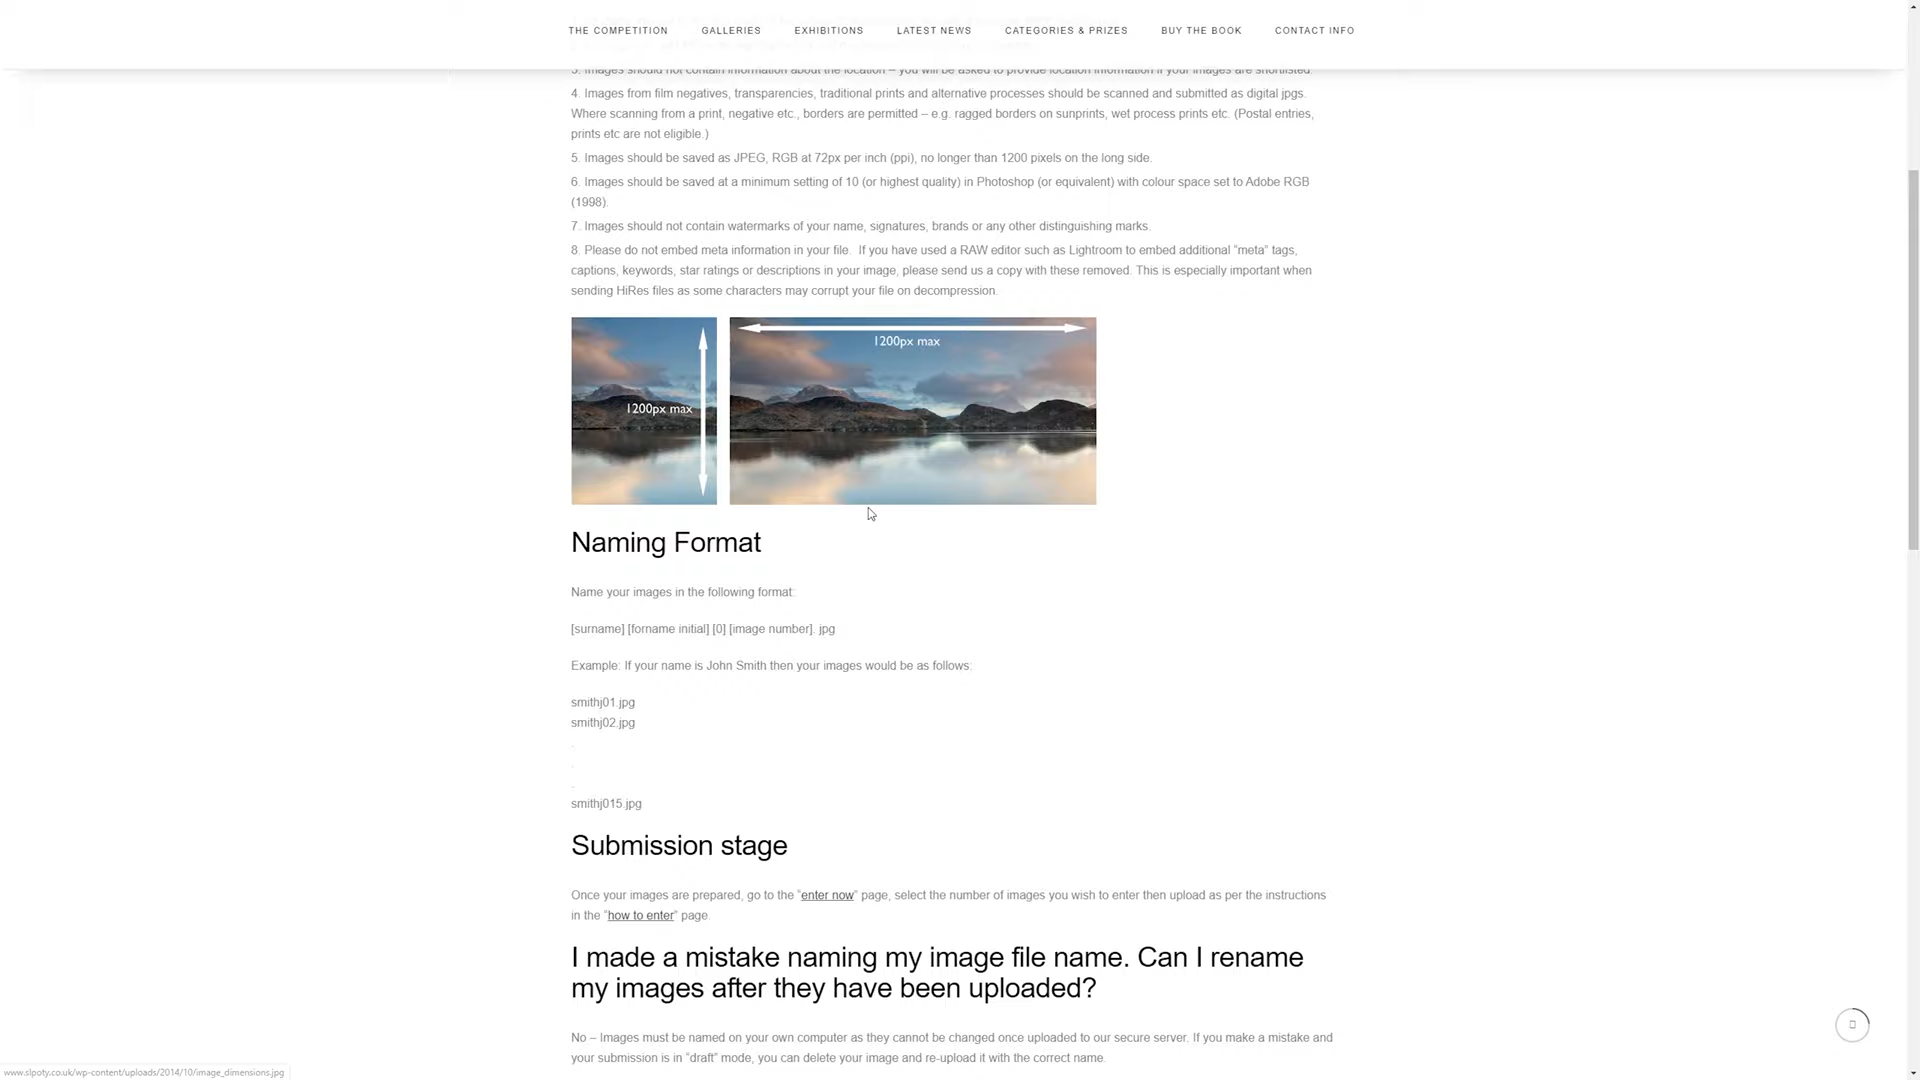 THE COMPETITION GALLERIES EXHIBITIONS LATEST NEWS CATEGORIES & PRIZES BUY THE BOOK CONTACT INFO
3. Images should not contain information about the location – you will be asked to provide location information if your images are shortlisted.
4. Images from film negatives, transparencies, traditional prints and alternative processes should be scanned and submitted as digital jpgs.
Where scanning from a print, negative etc., borders are permitted – e.g. ragged borders on sunprints, wet process prints etc. (Postal entries,
prints etc are not eligible.)
5. Images should be saved as JPEG, RGB at 72px per inch (ppi), no longer than 1200 pixels on the long side.
6. Images should be saved at a minimum setting of 10 (or highest quality) in Photoshop (or equivalent) with colour space set to Adobe RGB
(1998).
7. Images should not contain watermarks of your name, signatures, brands or any other distinguishing marks.
8. Please do not embed meta information in your file.  If you have used a RAW editor such as Lightroom to embed additional “meta” tags,
captions, keywords, star ratings or descriptions in your image, please send us a copy with these removed. This is especially important when
sending HiRes files as some characters may corrupt your file on decompression.
1200px max
1200px max
Naming Format
Name your images in the following format:
[surname] [forname initial] [0] [image number]. jpg
Example: If your name is John Smith then your images would be as follows:
smithj01.jpg
smithj02.jpg
.
.
.
smithj015.jpg
Submission stage
Once your images are prepared, go to the “enter now” page, select the number of images you wish to enter then upload as per the instructions
in the “how to enter” page.
I made a mistake naming my image file name. Can I rename
my images after they have been uploaded?
No – Images must be named on your own computer as they cannot be changed once uploaded to our secure server. If you make a mistake and
your submission is in “draft” mode, you can delete your image and re-upload it with the correct name.
www.slpoty.co.uk/wp-content/uploads/2014/10/image_dimensions.jpg